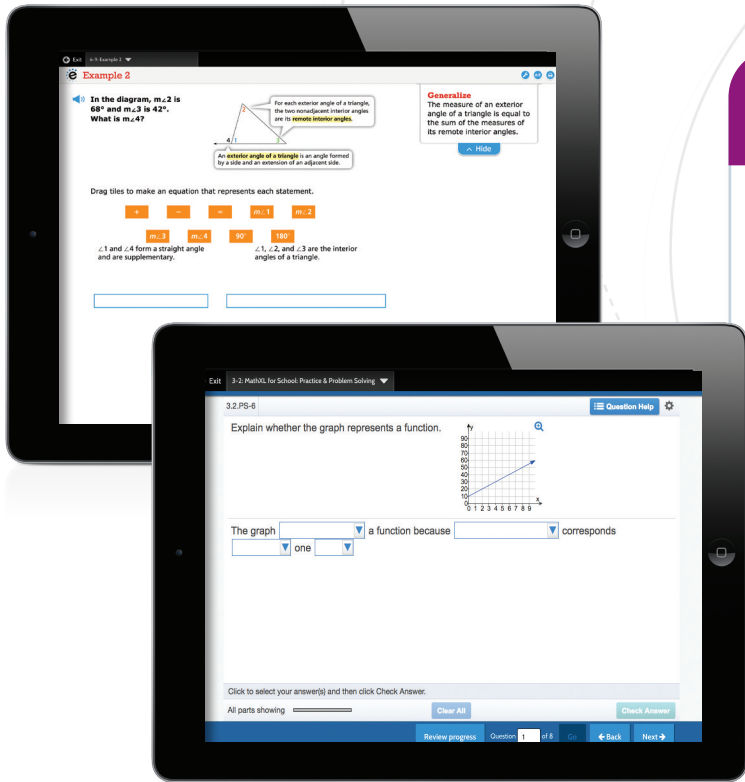 Exit 6-9: Example 2
e Example 2
In the diagram, m∠2 is
68° and m∠3 is 42°.
What is m∠4?
2
4 1
For each exterior angle of a triangle,
the two nonadjacent interior angles
are its remote interior angles.
An exterior angle of a triangle is an angle formed
by a side and an extension of an adjacent side.
Generalize
The measure of an exterior
angle of a triangle is equal to
the sum of the measures of
its remote interior angles.
Hide
Drag tiles to make an equation that represents each statement.
+ − = m∠1 m∠2
m∠3 m∠4 90° 180°
∠1 and ∠4 form a straight angle
and are supplementary.
∠1, ∠2, and ∠3 are the interior
angles of a triangle.
Exit 3-2: MathXL for School: Practice & Problem Solving
3.2.PS-6
Question Help
Explain whether the graph represents a function.
y
90
80
70
60
50
40
30
20
10
0
x
0 1 2 3 4 5 6 7 8 9
The graph a function because corresponds
one
Click to select your answer(s) and then click Check Answer.
All parts showing
Clear All
Check Answer
Review progress Question 1 of 8 Go Back Next